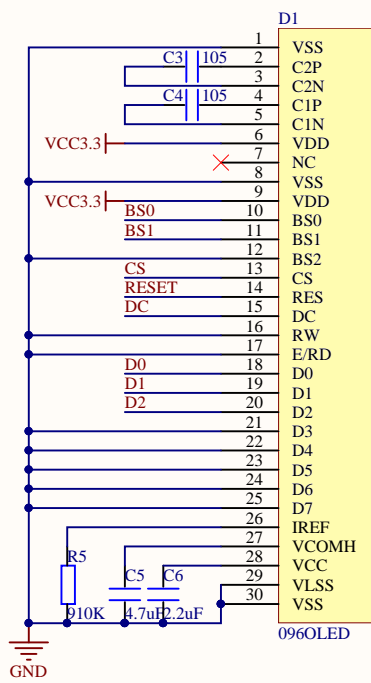 D1
1 VSS
C3 105 2 C2P
3 C2N
C4 105 4 C1P
5 C1N
VCC3.3 6 VDD
7 NC
8 VSS
VCC3.3 9 VDD
BS0 10 BS0
BS1 11 BS1
12 BS2
CS 13 CS
RESET 14 RES
DC 15 DC
16 RW
17 E/RD
D0 18 D0
D1 19 D1
D2 20 D2
21 D3
22 D4
23 D5
24 D6
25 D7
26 IREF
27 VCOMH
R5 28 VCC
C5 C6 29 VLSS
30 VSS
910K 4.7uF 2.2uF
096OLED
GND